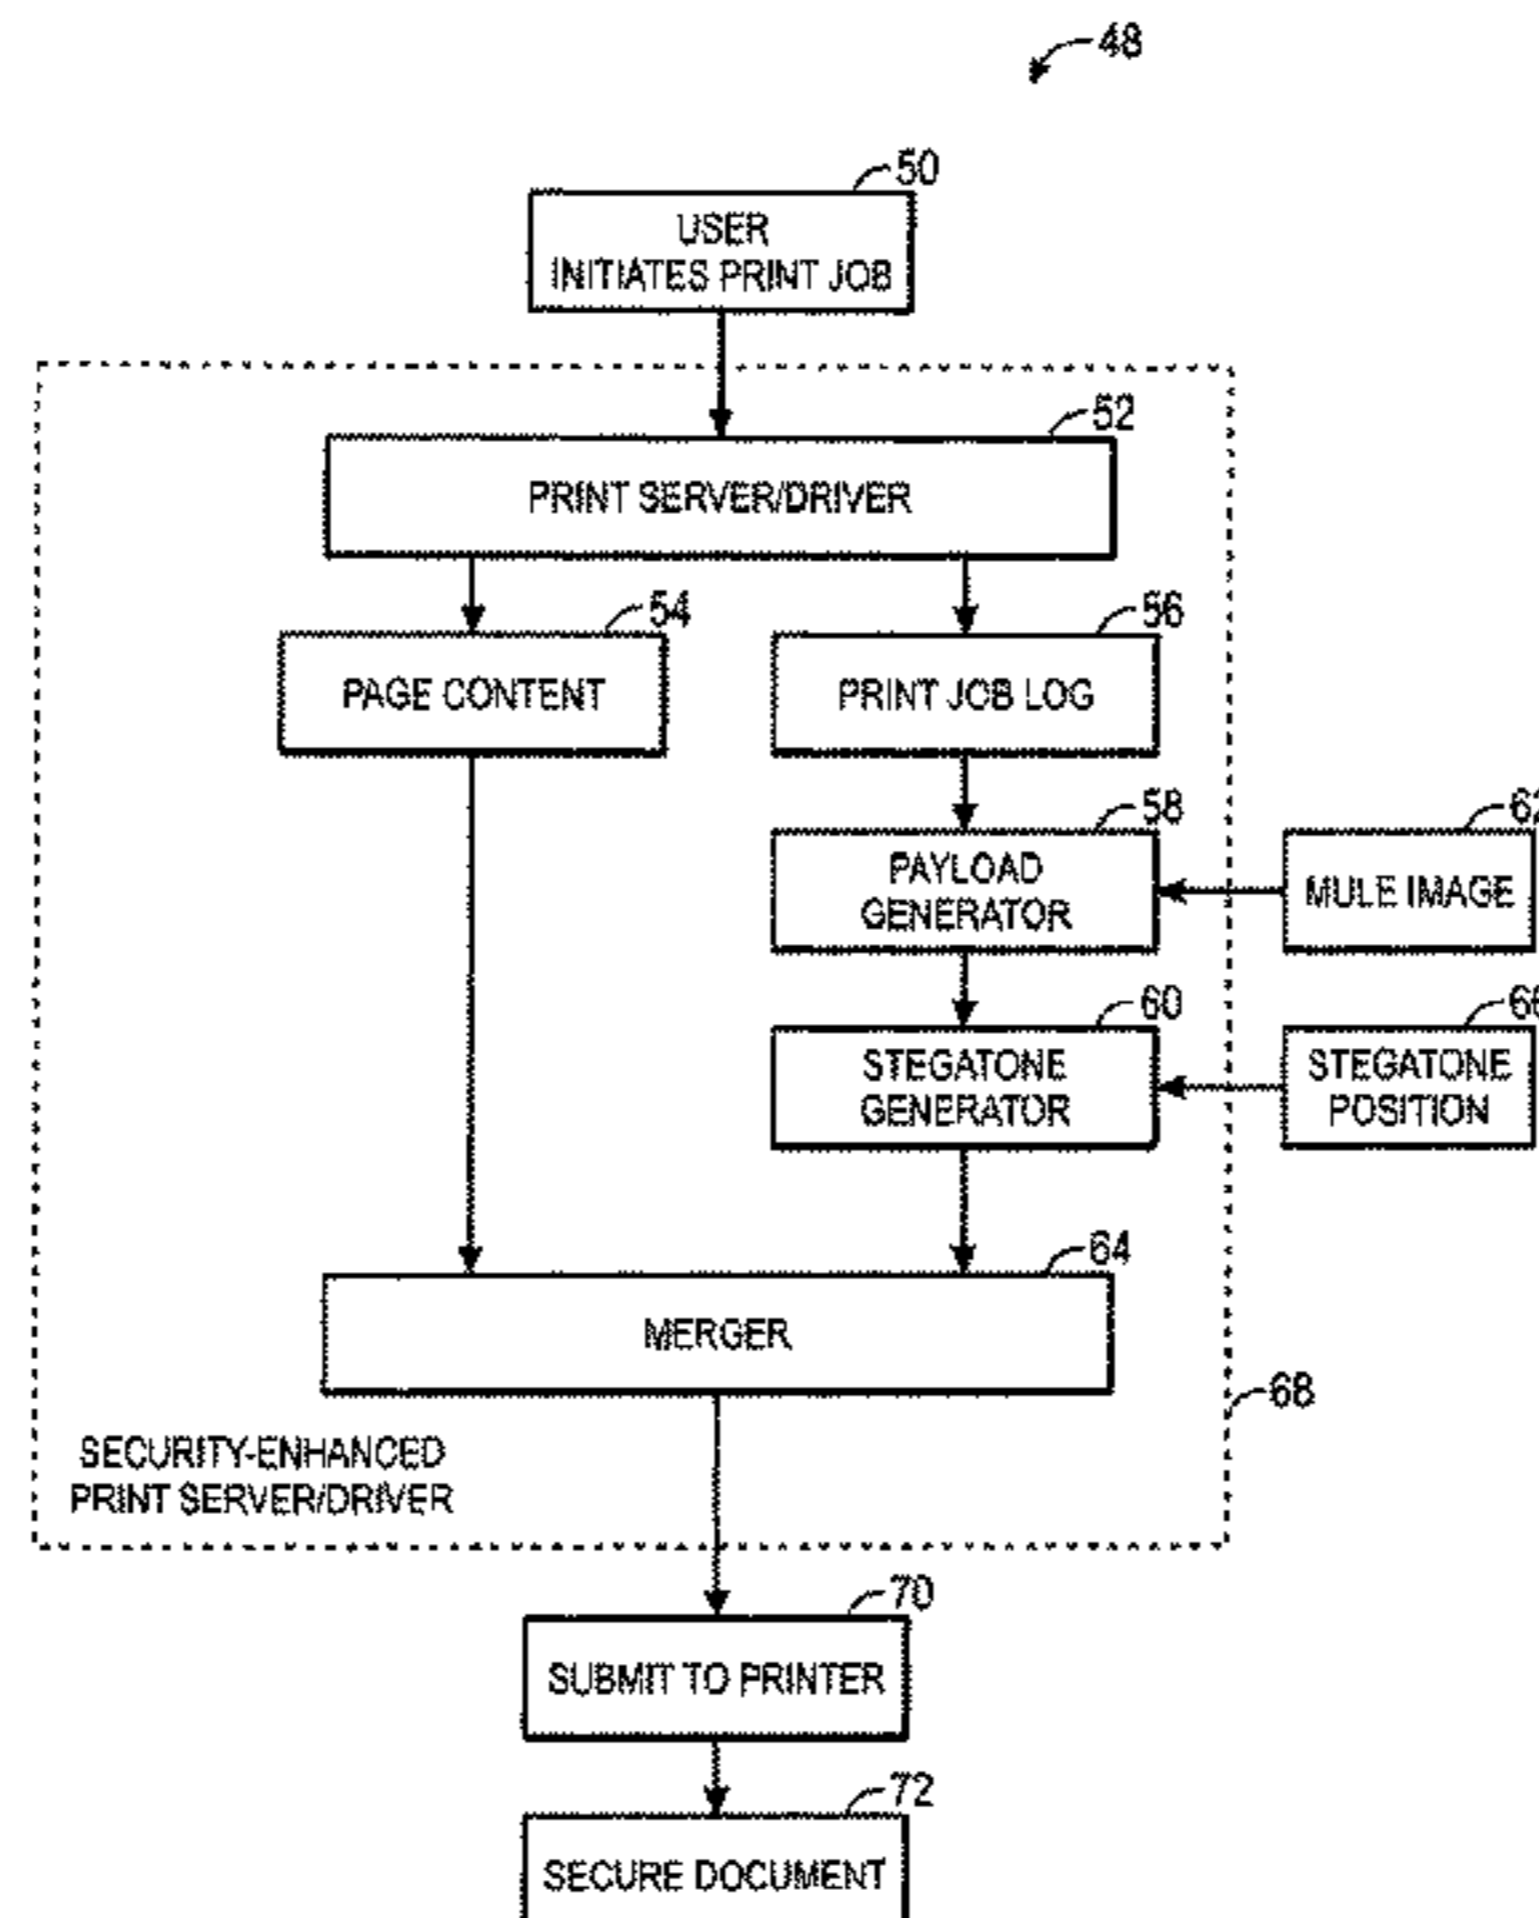 48
50
USER
INITIATES PRINT JOB
52
PRINT SERVER/DRIVER
54
PAGE CONTENT
56
PRINT JOB LOG
58
PAYLOAD
GENERATOR
MULE IMAGE
60
STEGATONE
GENERATOR
STEGATONE
POSITION
64
MERGER
68
SECURITY-ENHANCED
PRINT SERVER/DRIVER
70
SUBMIT TO PRINTER
72
SECURE DOCUMENT